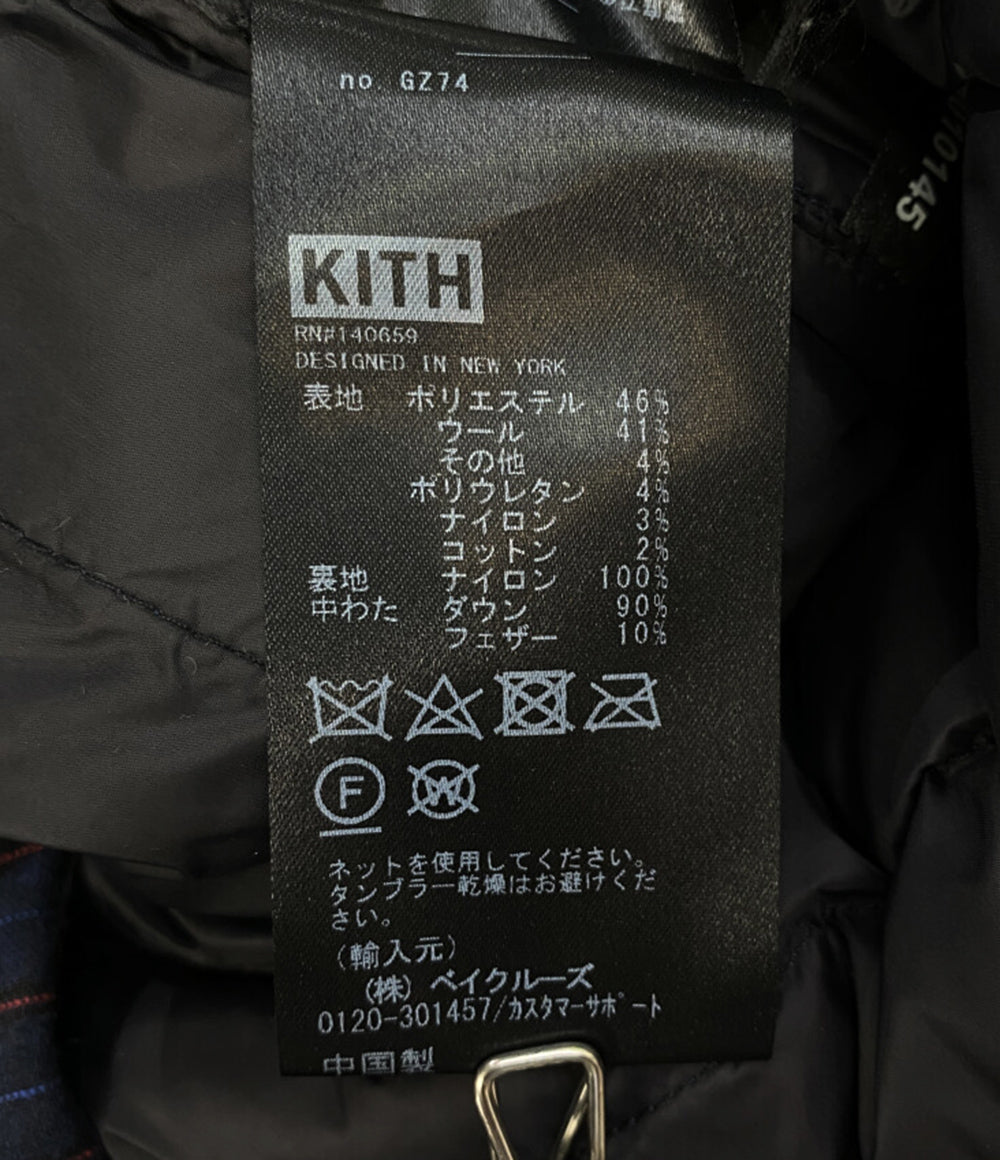 no. GZ74
KITH
RN#140659
DESIGNED IN NEW YORK
表地 ポリエステル 46%
ウール 41%
その他 4%
ポリウレタン 4%
ナイロン 3%
コットン 2%
裏地 ナイロン 100%
中わた ダウン 90%
フェザー 10%
F
W
ネットを使用してください。
タンブラー乾燥はお避けくだ
さい。
(輸入元)
(株) ベイクルーズ
0120-301457/カスタマーサポート
中国製